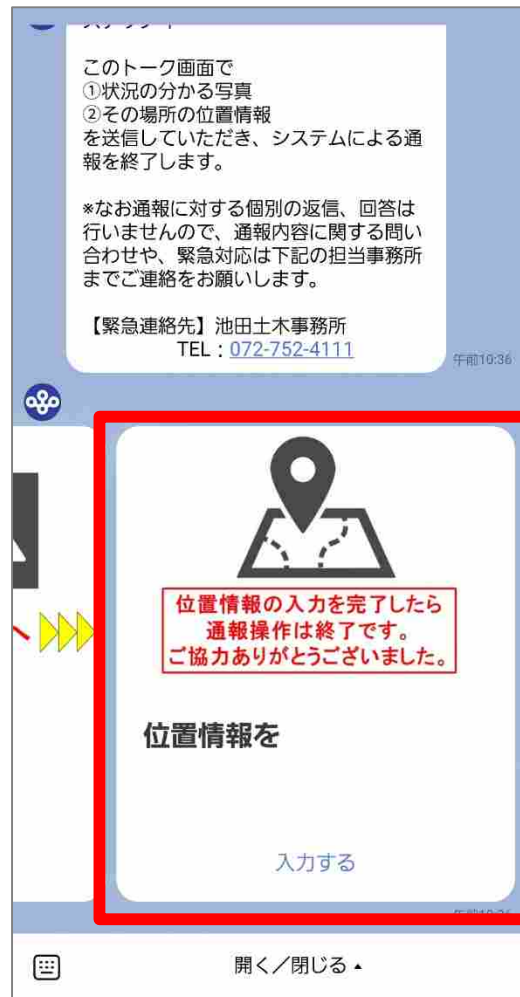 このトーク画面で
①状況の分かる写真
②その場所の位置情報
を送信していただき、システムによる通
報を終了します。
*なお通報に対する個別の返信、回答は
行いませんので、通報内容に関する問い
合わせや、緊急対応は下記の担当事務所
までご連絡をお願いします。
【緊急連絡先】池田土木事務所
TEL：072-752-4111
午前10:36
位置情報の入力を完了したら
通報操作は終了です。
ご協力ありがとうございました。
位置情報を
入力する
開く／閉じる▲